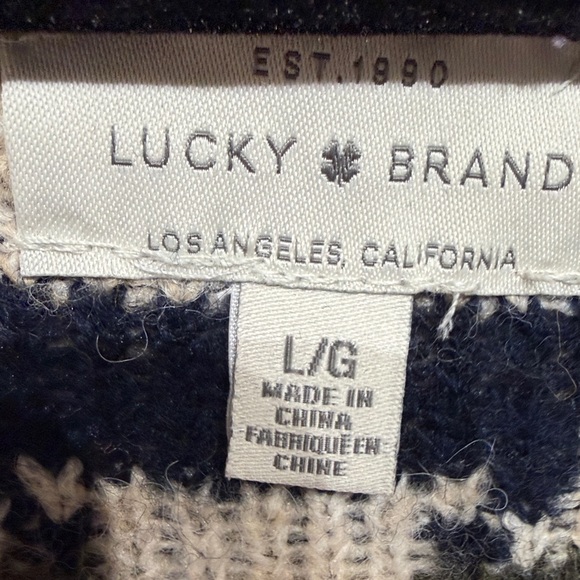 EST. 1990
LUCKY BRAND
LOS ANGELES, CALIFORNIA
L/G
MADE IN
CHINA
FABRIQUÉ EN
CHINE